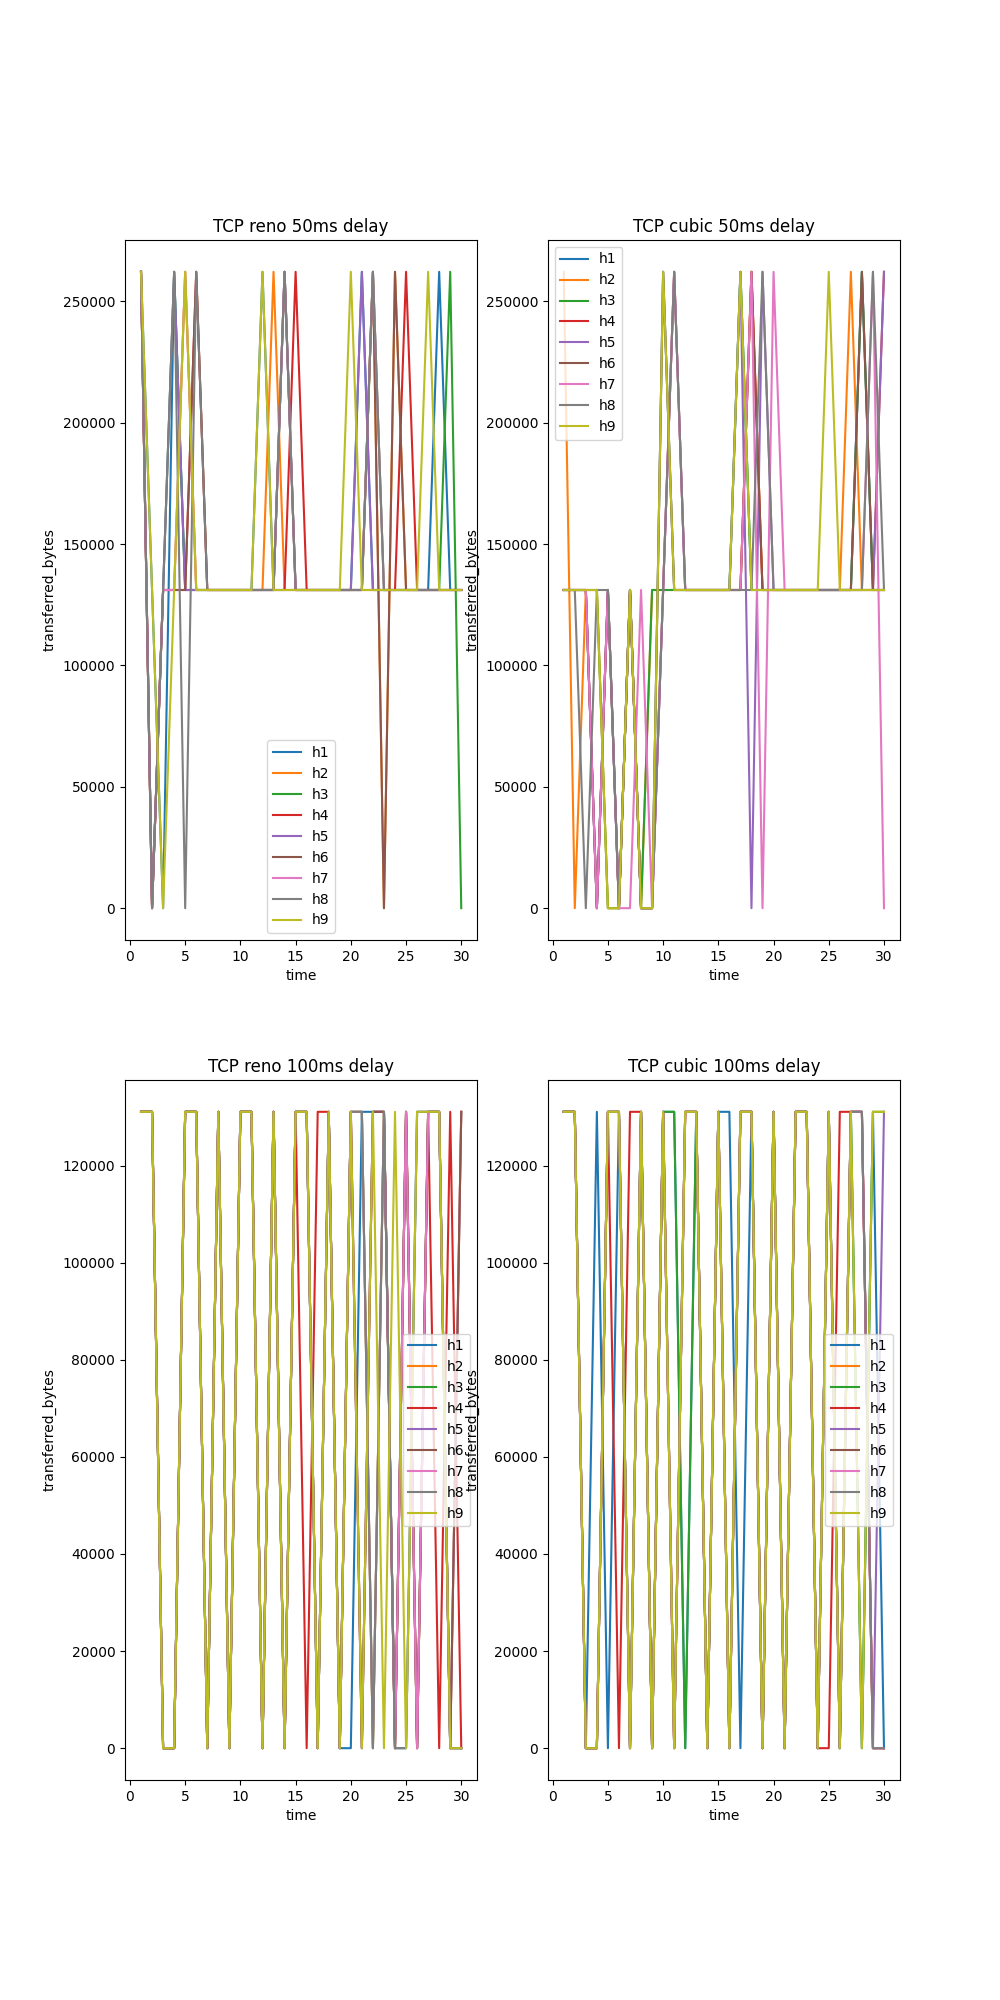 TCP reno 50ms delay
transferred_bytes
250000
200000
150000
100000
50000
0
0 5 10 15 20 25 30
time
h1
h2
h3
h4
h5
h6
h7
h8
h9
TCP cubic 50ms delay
transferred_bytes
250000
200000
150000
100000
50000
0
0 5 10 15 20 25 30
time
h1
h2
h3
h4
h5
h6
h7
h8
h9
TCP reno 100ms delay
transferred_bytes
120000
100000
80000
60000
40000
20000
0
0 5 10 15 20 25 30
time
h1
h2
h3
h4
h5
h6
h7
h8
h9
TCP cubic 100ms delay
transferred_bytes
120000
100000
80000
60000
40000
20000
0
0 5 10 15 20 25 30
time
h1
h2
h3
h4
h5
h6
h7
h8
h9